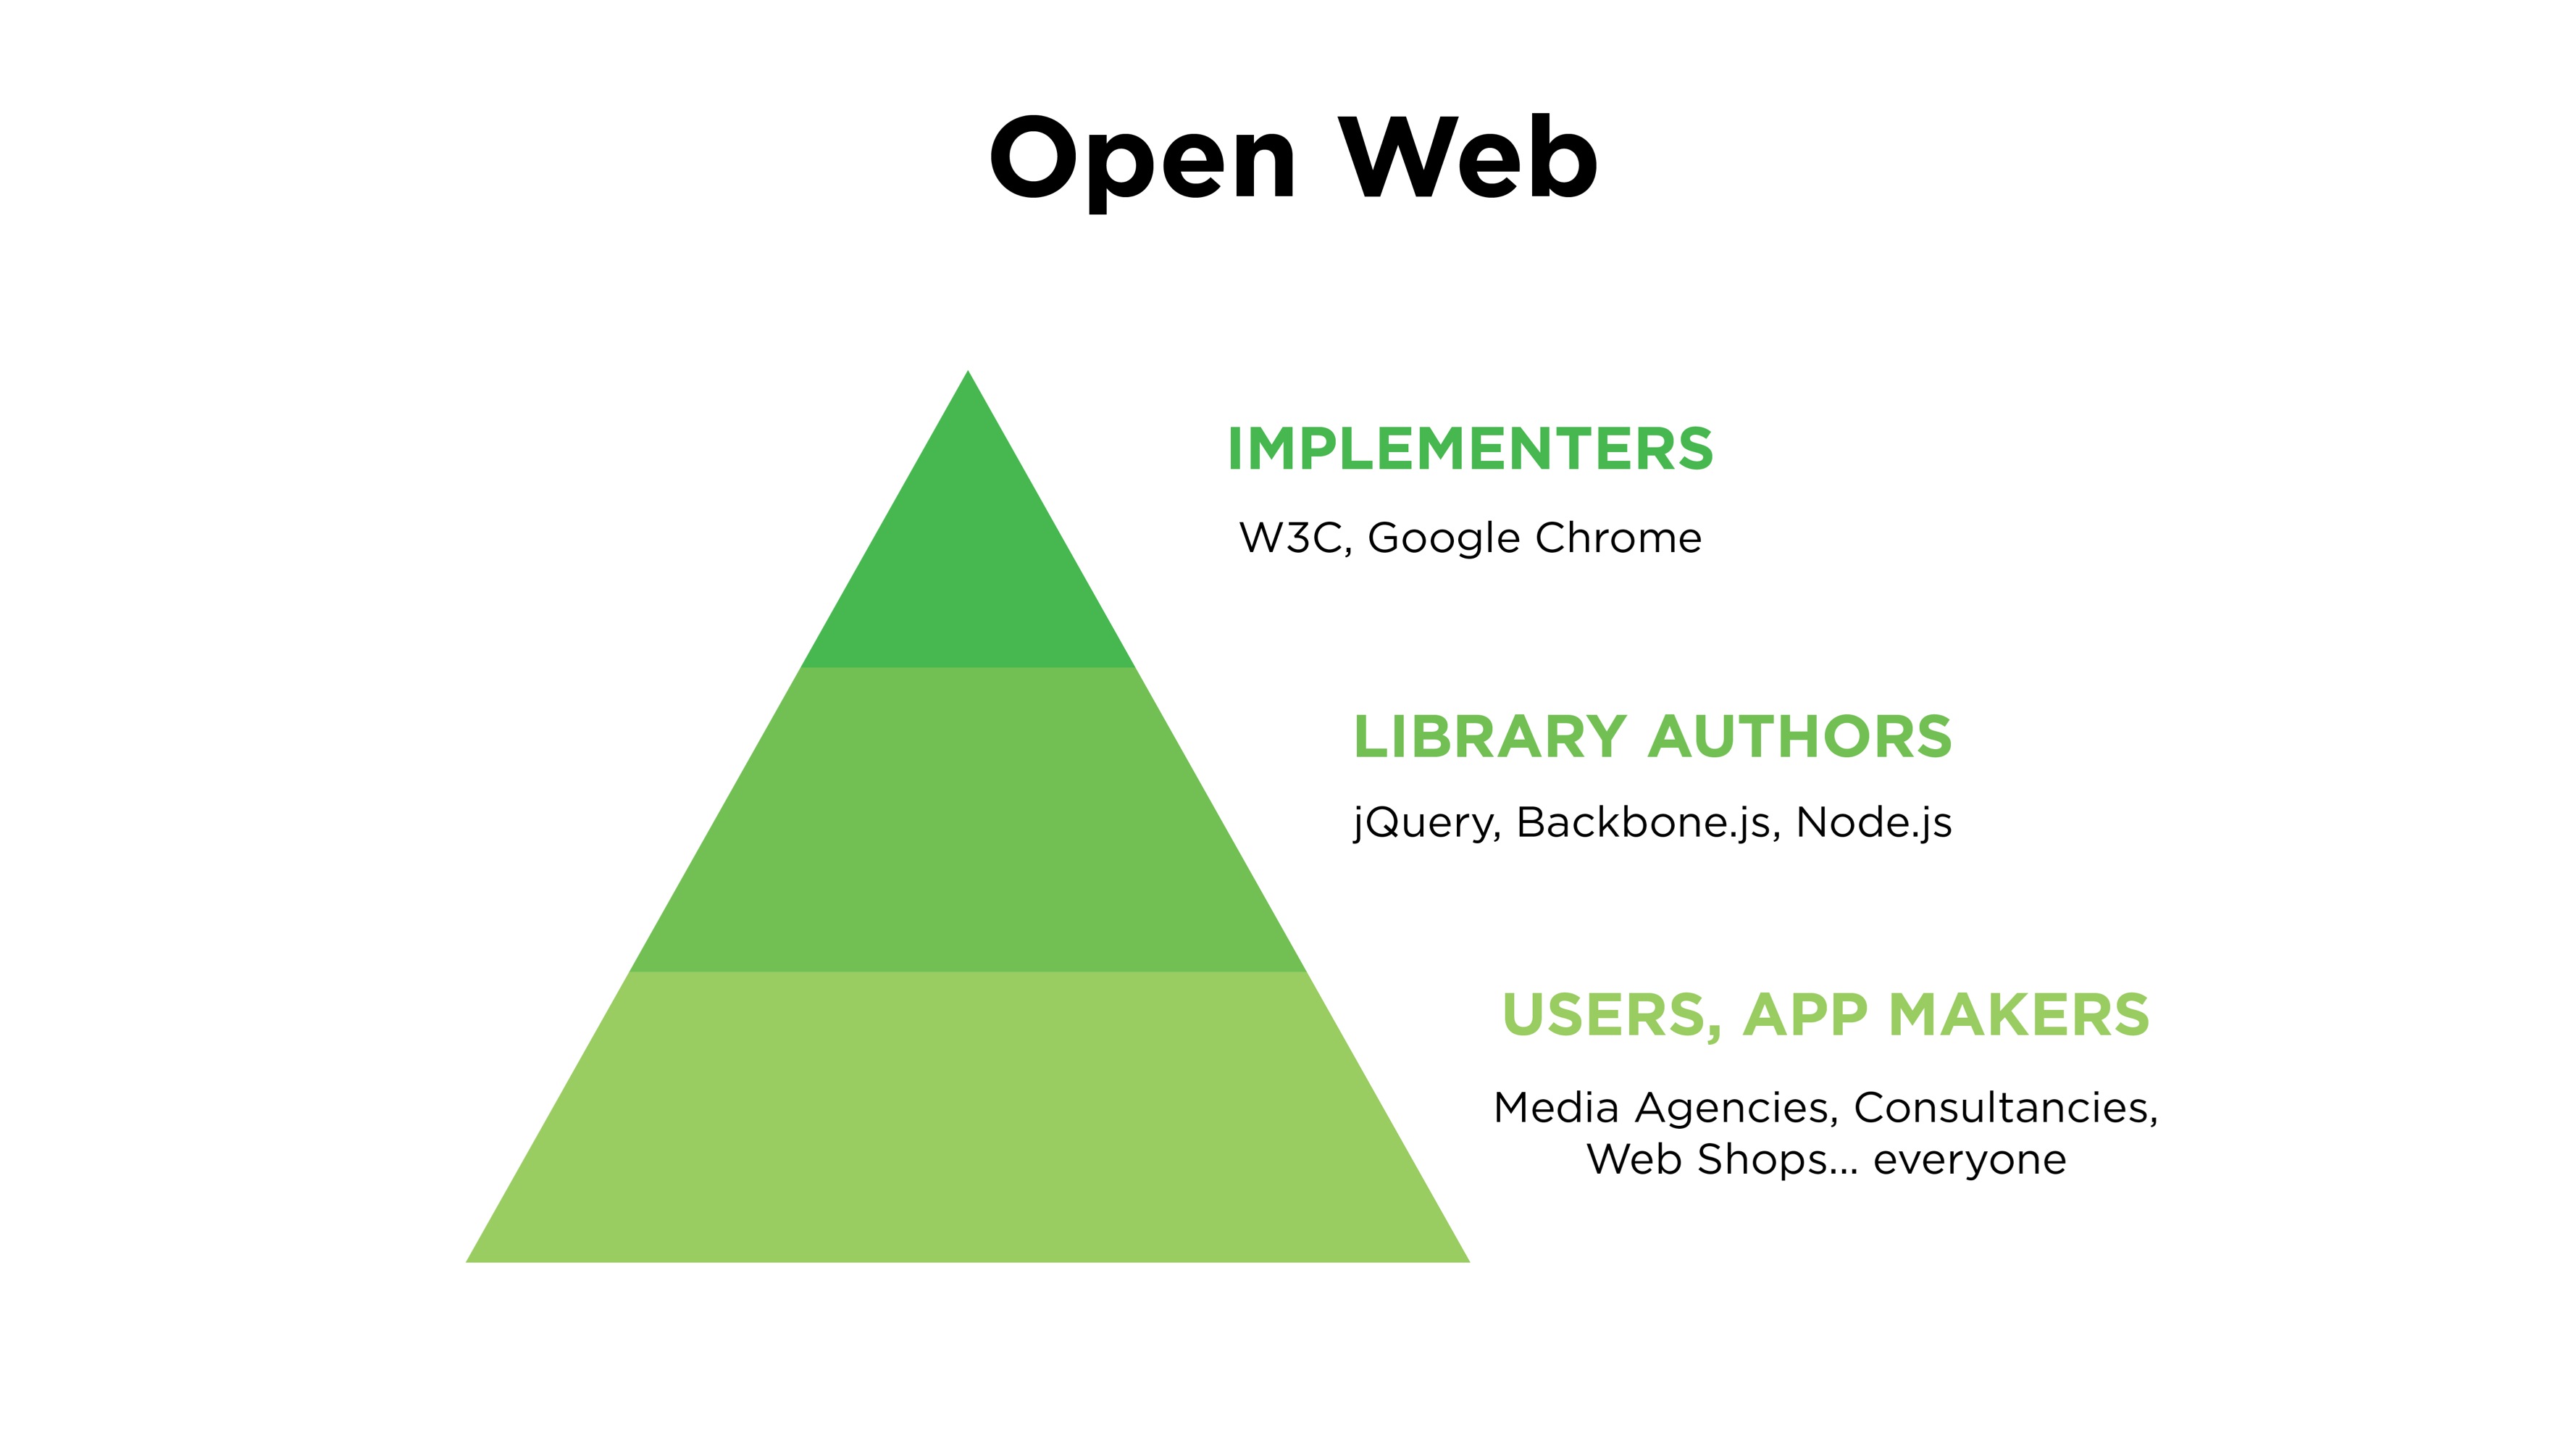 Open Web
IMPLEMENTERS
W3C, Google Chrome
LIBRARY AUTHORS
jQuery, Backbone.js, Node.js
USERS, APP MAKERS
Media Agencies, Consultancies,
Web Shops... everyone